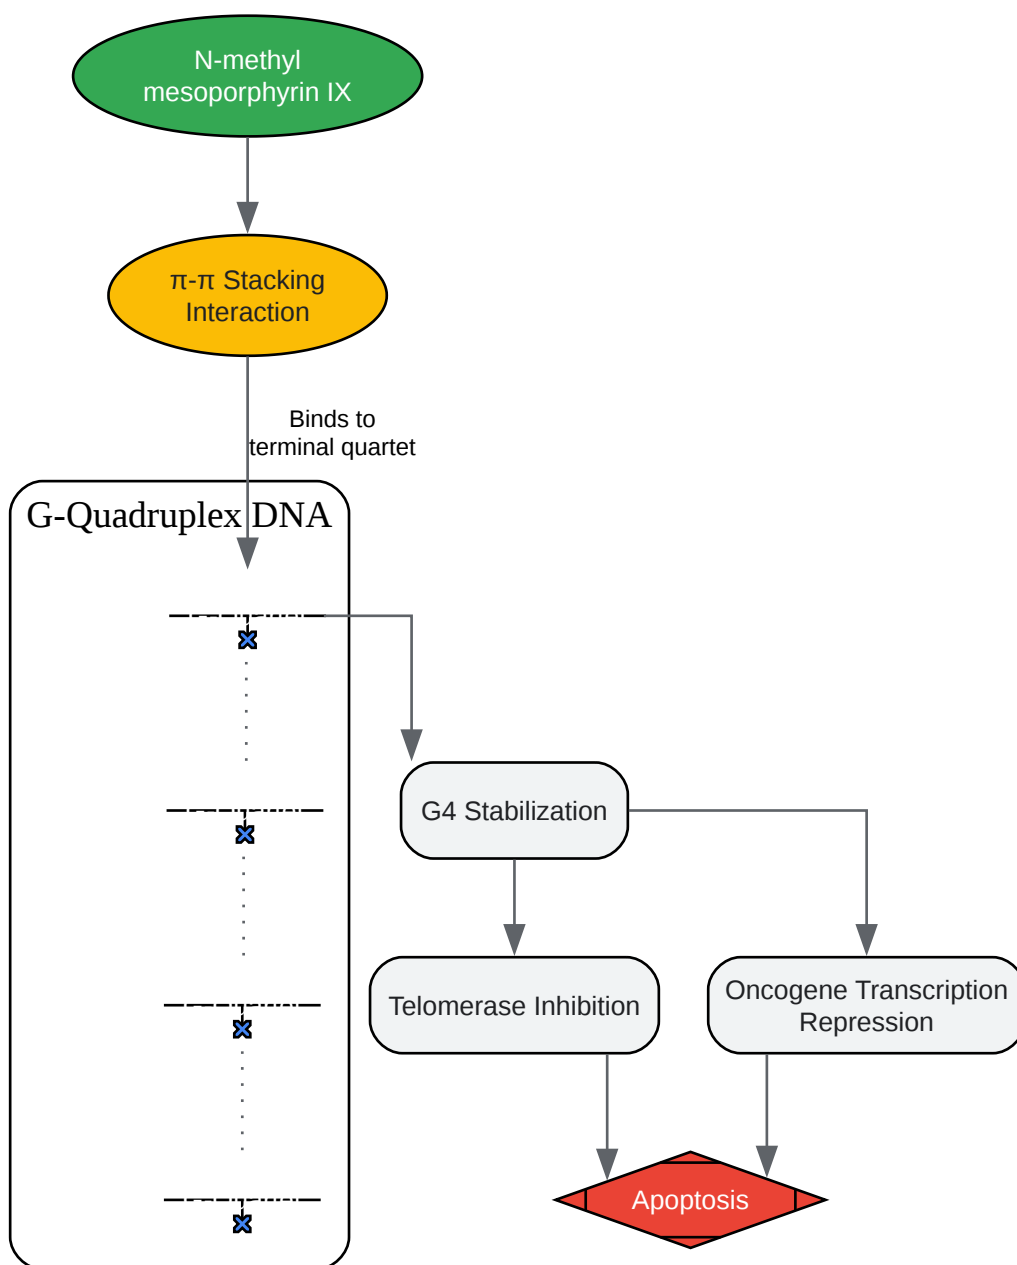 N-methyl
mesoporphyrin IX
π-π Stacking
Interaction
Binds to
terminal quartet
G-Quadruplex DNA
G4 Stabilization
Telomerase Inhibition
Oncogene Transcription
Repression
Apoptosis